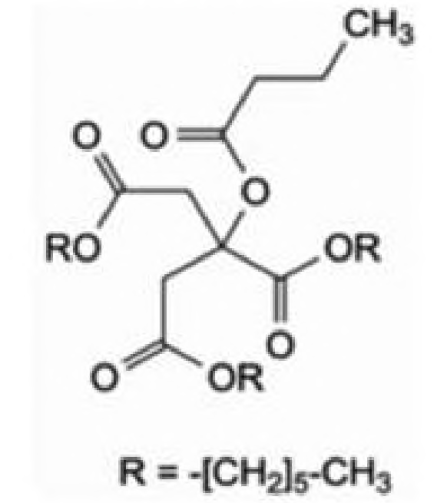 CH₃
O
O
O
RO
OR
O
O
OR
R = -[CH₂]₅-CH₃